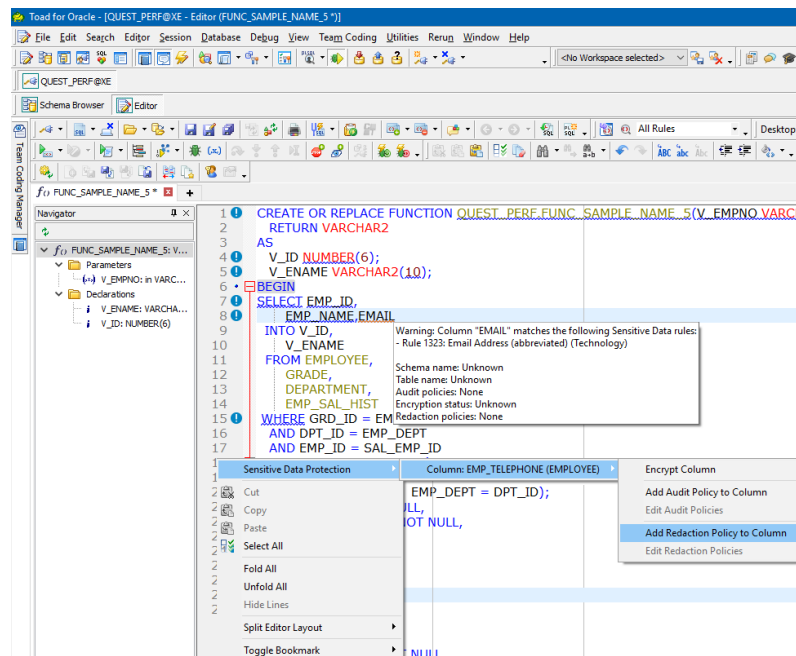 Toad for Oracle - [QUEST_PERF@XE - Editor (FUNC_SAMPLE_NAME_5 *)]
File Edit Search Editor Session Database Debug View Team Coding Utilities Rerun Window Help
<No Workspace selected>
QUEST_PERF@XE
Schema Browser Editor
All Rules Desktop
Team Coding Manager
FUNC_SAMPLE_NAME_5 *
Navigator
FUNC_SAMPLE_NAME_5: V...
Parameters
V_EMPNO: in VARC...
Declarations
V_ENAME: VARCHA...
V_ID: NUMBER(6)
1 CREATE OR REPLACE FUNCTION QUEST_PERF.FUNC_SAMPLE_NAME_5(V_EMPNO VARC
2 RETURN VARCHAR2
3 AS
4 V_ID NUMBER(6);
5 V_ENAME VARCHAR2(10);
6 BEGIN
7 SELECT EMP_ID,
8 EMP_NAME,EMAIL
9 INTO V_ID,
10 V_ENAME
11 FROM EMPLOYEE,
12 GRADE,
13 DEPARTMENT,
14 EMP_SAL_HIST
15 WHERE GRD_ID = EM
16 AND DPT_ID = EMP_DEPT
17 AND EMP_ID = SAL_EMP_ID
Warning: Column "EMAIL" matches the following Sensitive Data rules:
- Rule 1323: Email Address (abbreviated) (Technology)
Schema name: Unknown
Table name: Unknown
Audit policies: None
Encryption status: Unknown
Redaction policies: None
EMP_DEPT = DPT_ID);
NOT NULL,
NULL
Sensitive Data Protection
Cut
Copy
Paste
Select All
Fold All
Unfold All
Hide Lines
Split Editor Layout
Toggle Bookmark
Column: EMP_TELEPHONE (EMPLOYEE)
Encrypt Column
Add Audit Policy to Column
Edit Audit Policies
Add Redaction Policy to Column
Edit Redaction Policies